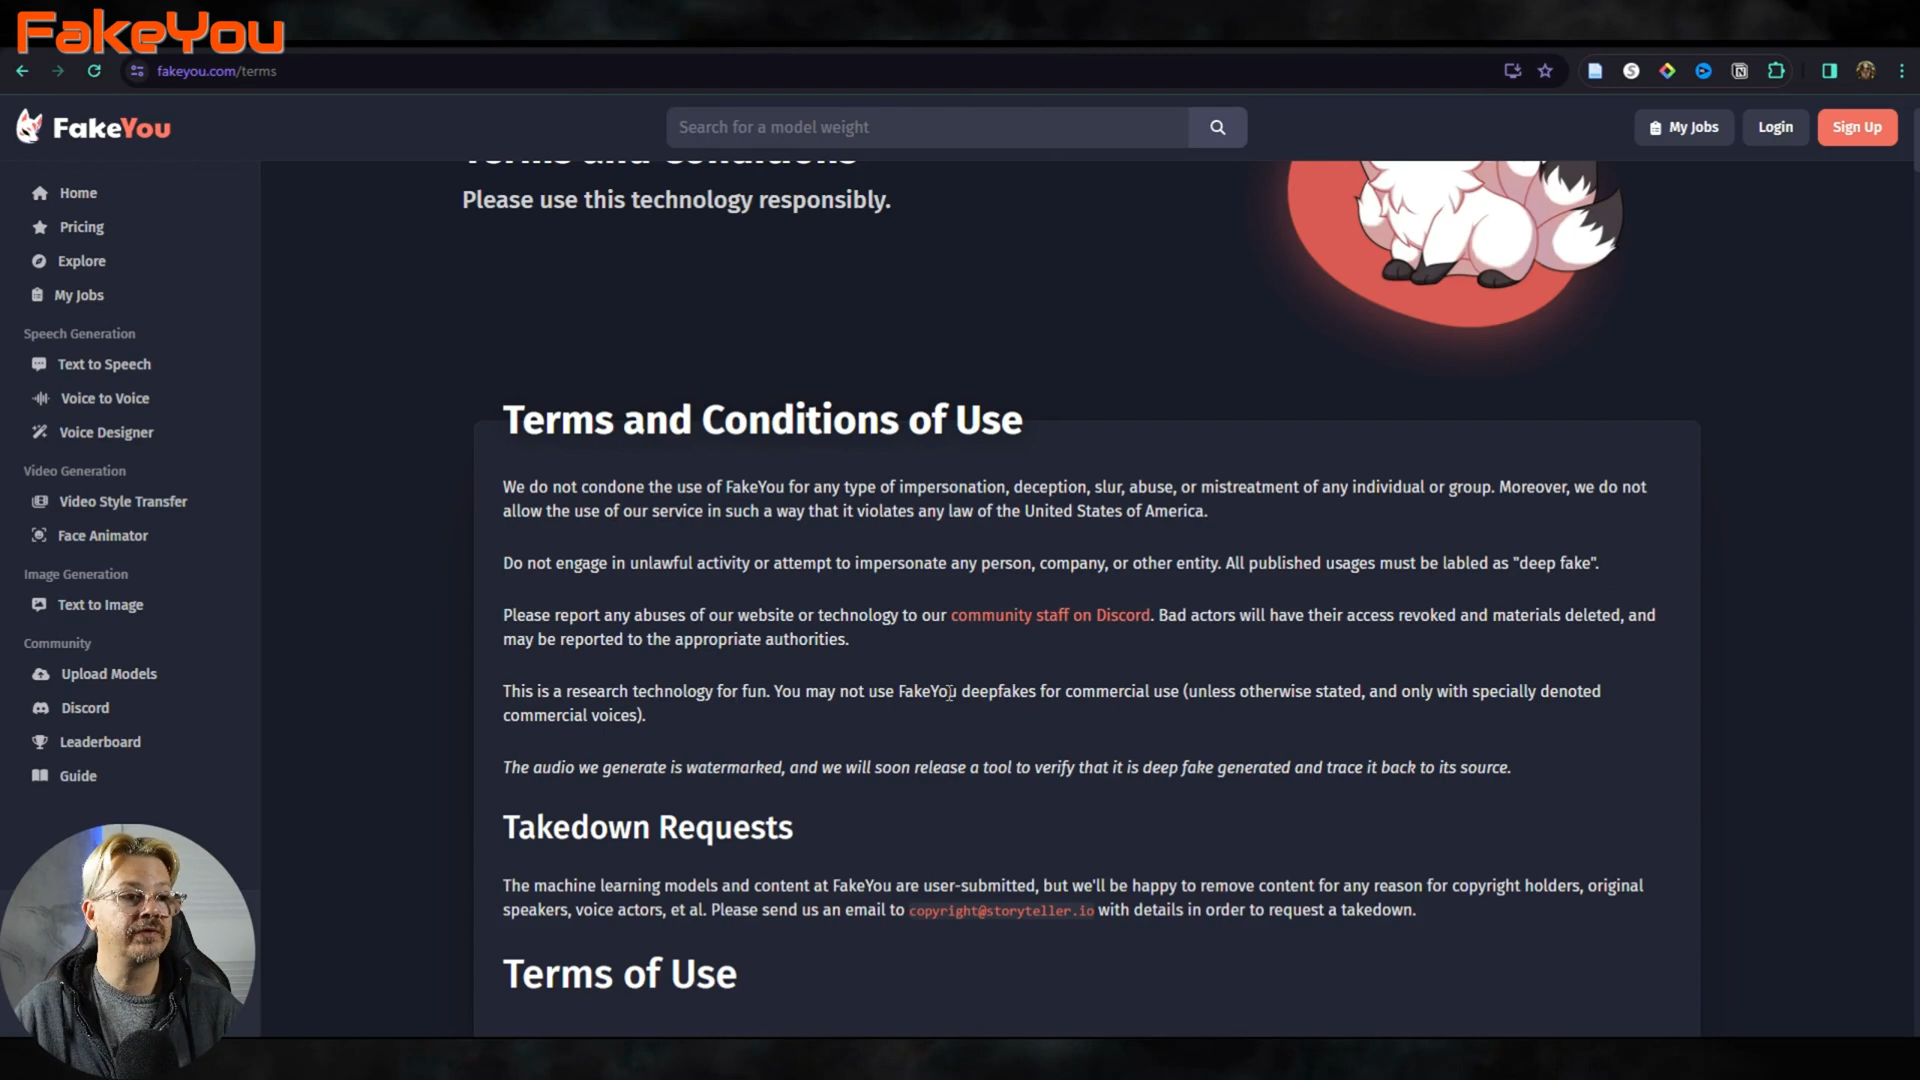 FakeYou
fakeyou.com/terms
FakeYou
Search for a model weight
My Jobs
Login
Sign Up
Home
Pricing
Explore
My Jobs
Speech Generation
Text to Speech
Voice to Voice
Voice Designer
Video Generation
Video Style Transfer
Face Animator
Image Generation
Text to Image
Community
Upload Models
Discord
Leaderboard
Guide
Terms and Conditions
Please use this technology responsibly.
Terms and Conditions of Use
We do not condone the use of FakeYou for any type of impersonation, deception, slur, abuse, or mistreatment of any individual or group. Moreover, we do not
allow the use of our service in such a way that it violates any law of the United States of America.
Do not engage in unlawful activity or attempt to impersonate any person, company, or other entity. All published usages must be labled as "deep fake".
Please report any abuses of our website or technology to our community staff on Discord. Bad actors will have their access revoked and materials deleted, and
may be reported to the appropriate authorities.
This is a research technology for fun. You may not use FakeYou deepfakes for commercial use (unless otherwise stated, and only with specially denoted
commercial voices).
The audio we generate is watermarked, and we will soon release a tool to verify that it is deep fake generated and trace it back to its source.
Takedown Requests
The machine learning models and content at FakeYou are user-submitted, but we'll be happy to remove content for any reason for copyright holders, original
speakers, voice actors, et al. Please send us an email to copyright@storyteller.io with details in order to request a takedown.
Terms of Use